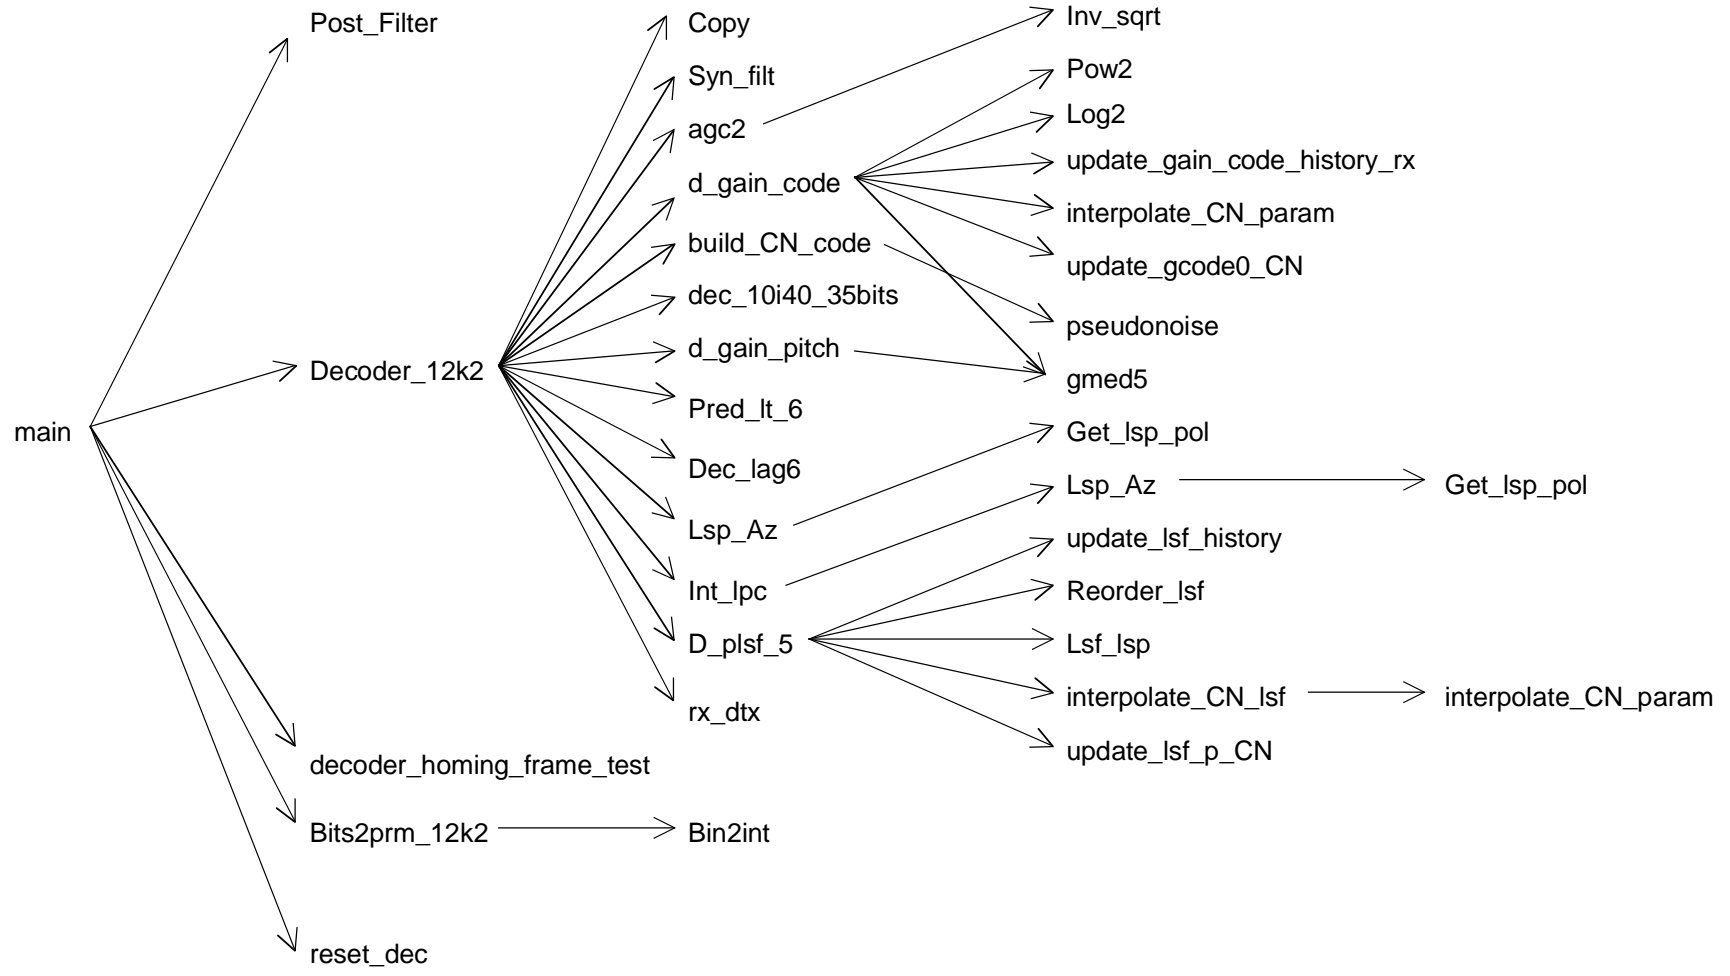 Post_Filter
Copy
Inv_sqrt
Syn_filt
Pow2
agc2
Log2
d_gain_code
update_gain_code_history_rx
build_CN_code
interpolate_CN_param
dec_10i40_35bits
update_gcode0_CN
d_gain_pitch
pseudonoise
Decoder_12k2
gmed5
Pred_lt_6
main
Get_lsp_pol
Dec_lag6
Lsp_Az
Get_lsp_pol
Lsp_Az
update_lsf_history
Int_lpc
Reorder_lsf
D_plsf_5
Lsf_lsp
rx_dtx
interpolate_CN_lsf
interpolate_CN_param
update_lsf_p_CN
decoder_homing_frame_test
Bits2prm_12k2
Bin2int
reset_dec